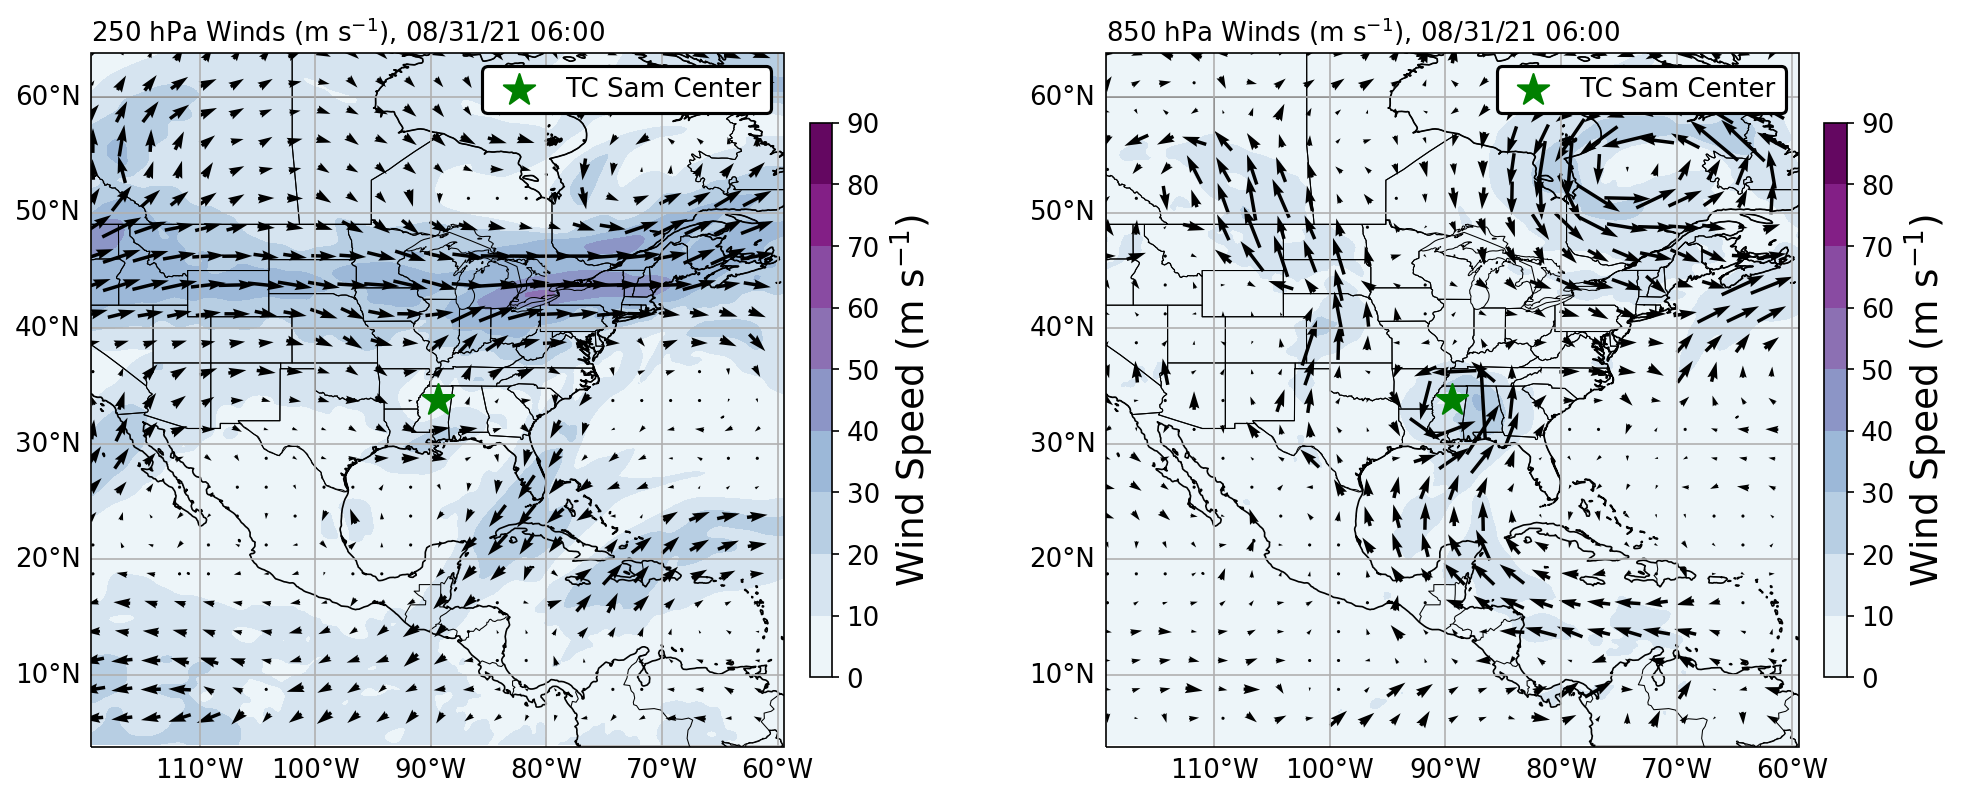 250 hPa Winds (m s⁻¹), 08/31/21 06:00
TC Sam Center
60°N
50°N
40°N
30°N
20°N
10°N
110°W 100°W 90°W 80°W 70°W 60°W
90
80
70
60
50
40
30
20
10
0
Wind Speed (m s⁻¹)
850 hPa Winds (m s⁻¹), 08/31/21 06:00
TC Sam Center
60°N
50°N
40°N
30°N
20°N
10°N
110°W 100°W 90°W 80°W 70°W 60°W
90
80
70
60
50
40
30
20
10
0
Wind Speed (m s⁻¹)